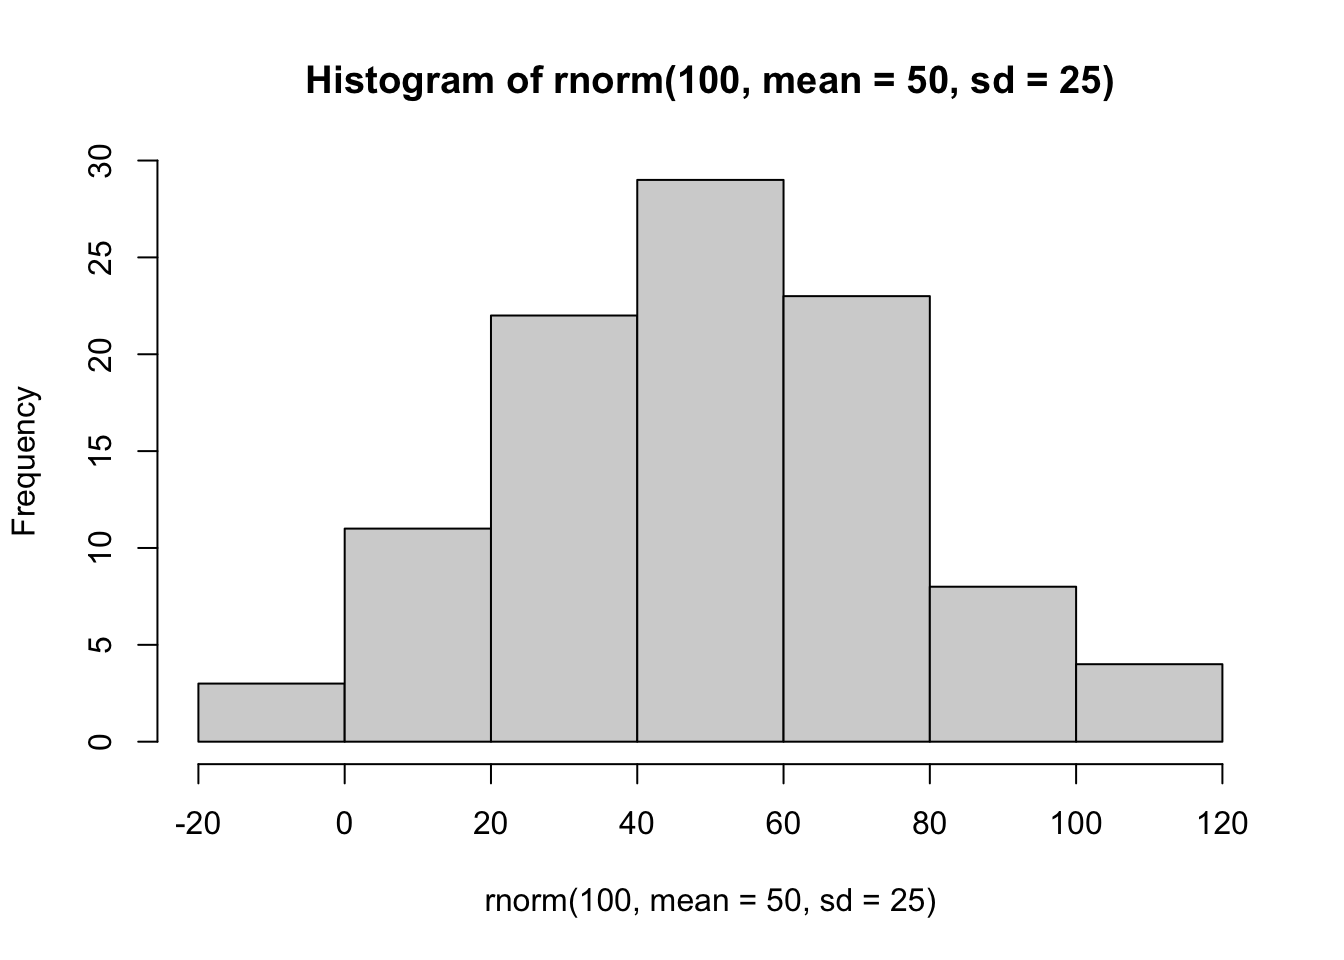 Histogram of rnorm(100, mean = 50, sd = 25)
30
25
20
15
10
5
0
Frequency
-20 0 20 40 60 80 100 120
rnorm(100, mean = 50, sd = 25)